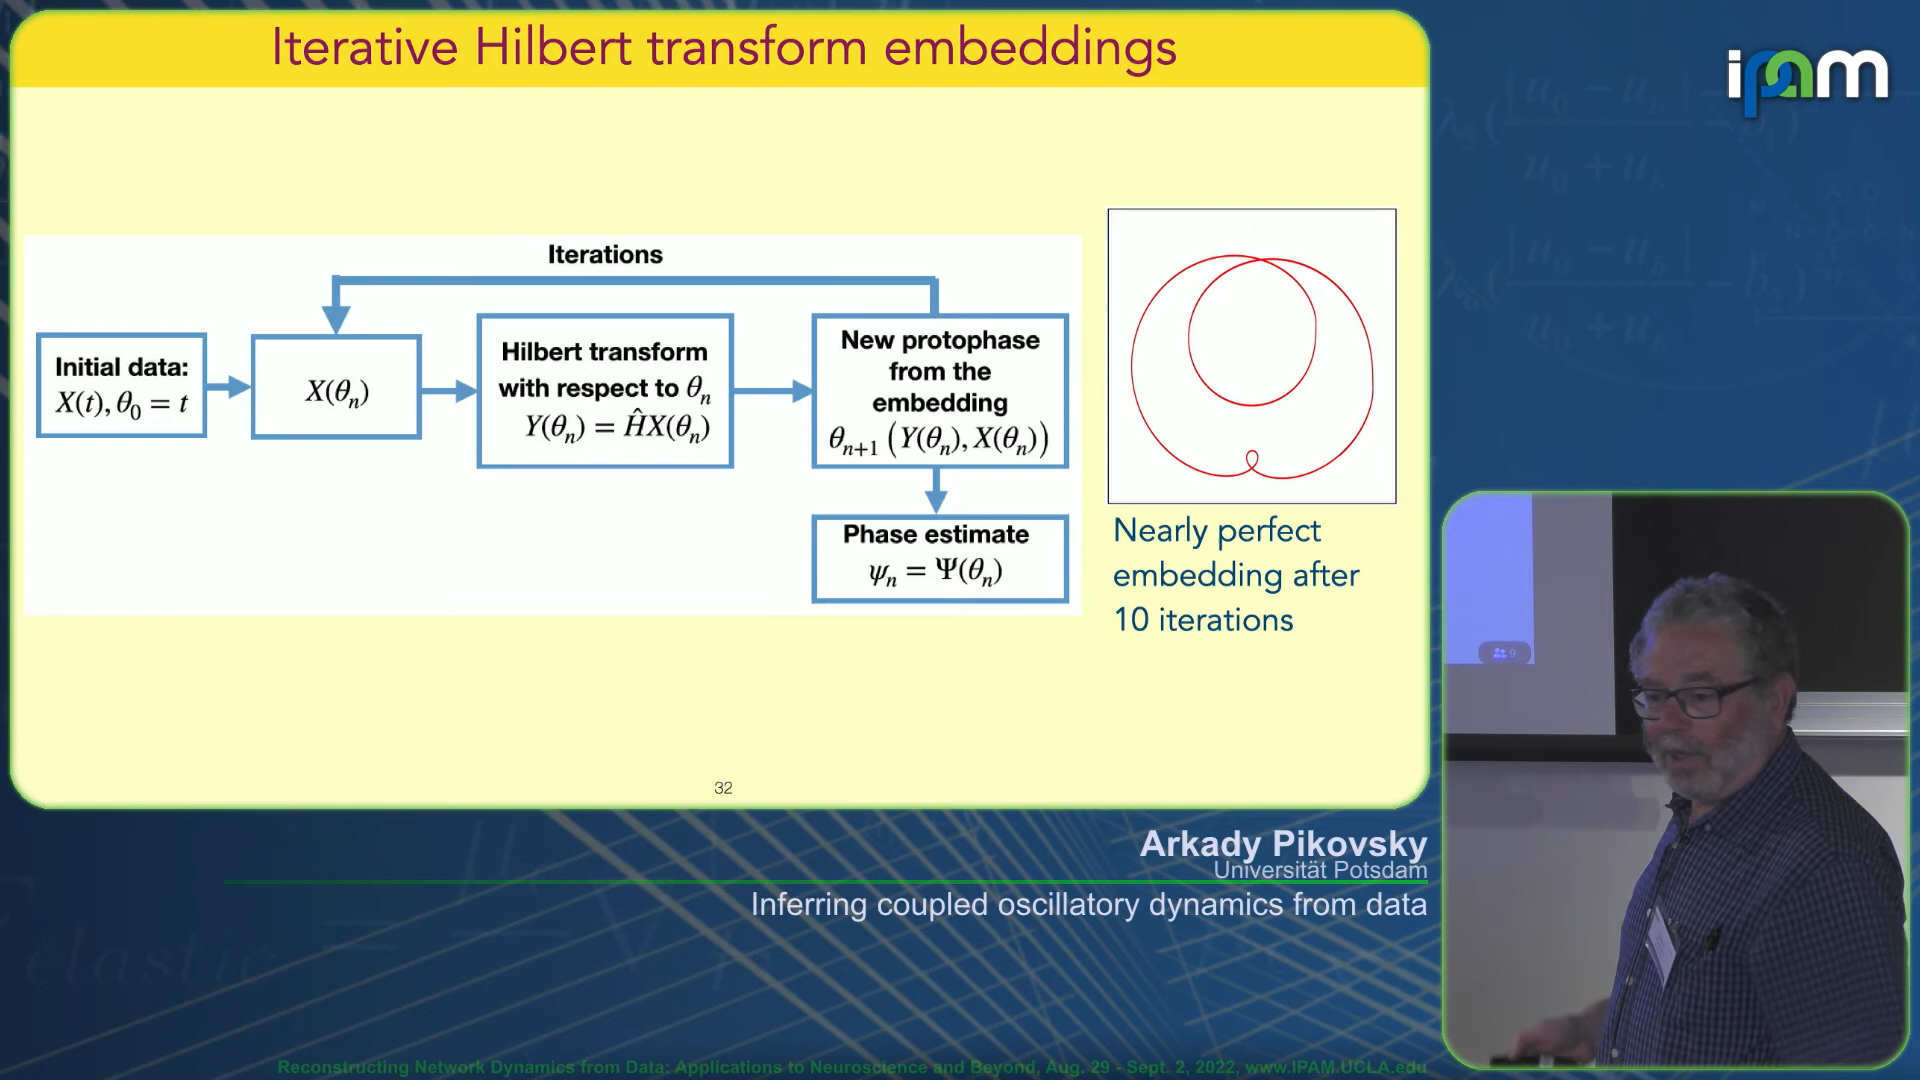 Iterative Hilbert transform embeddings
ipam
Iterations
Initial data:
X(t), θ₀ = t
X(θₙ)
Hilbert transform
with respect to θₙ
Y(θₙ) = ĤX(θₙ)
New protophase
from the
embedding
θₙ₊₁ (Y(θₙ), X(θₙ))
Phase estimate
ψₙ = Ψ(θₙ)
Nearly perfect
embedding after
10 iterations
32
9
Arkady Pikovsky
Universität Potsdam
Inferring coupled oscillatory dynamics from data
Reconstructing Network Dynamics from Data: Applications to Neuroscience and Beyond, Aug. 29 - Sept. 2, 2022, www.IPAM.UCLA.edu
elastic